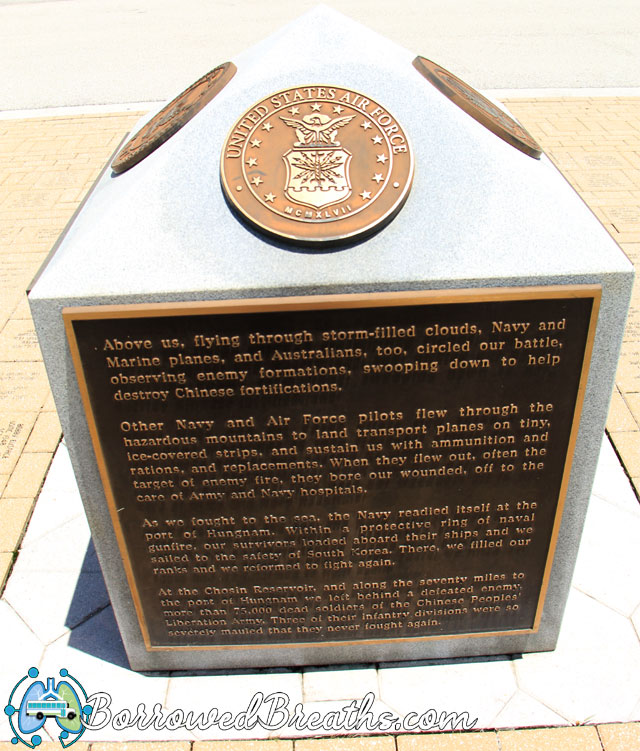 UNITED STATES AIR FORCE
MCMXLVII
Above us, flying through storm-filled clouds, Navy and
Marine planes, and Australians, too, circled our battle,
observing enemy formations, swooping down to help
destroy Chinese fortifications.
Other Navy and Air Force pilots flew through the
hazardous mountains to land transport planes on tiny,
ice-covered strips, and sustain us with ammunition and
rations, and replacements. When they flew out, often the
target of enemy fire, they bore our wounded, off to the
care of Army and Navy hospitals.
As we fought to the sea, the Navy readied itself at the
port of Hungnam. Within a protective ring of naval
gunfire, our survivors loaded aboard their ships and we
sailed to the safety of South Korea. There, we filled our
ranks and we reformed to fight again.
At the Chosin Reservoir, and along the seventy miles to
the port of Hungnam we left behind a defeated enemy,
more than 75,000 dead soldiers of the Chinese Peoples'
Liberation Army. Three of their infantry divisions were so
severely mauled that they never fought again.
BorrowedBreaths.com